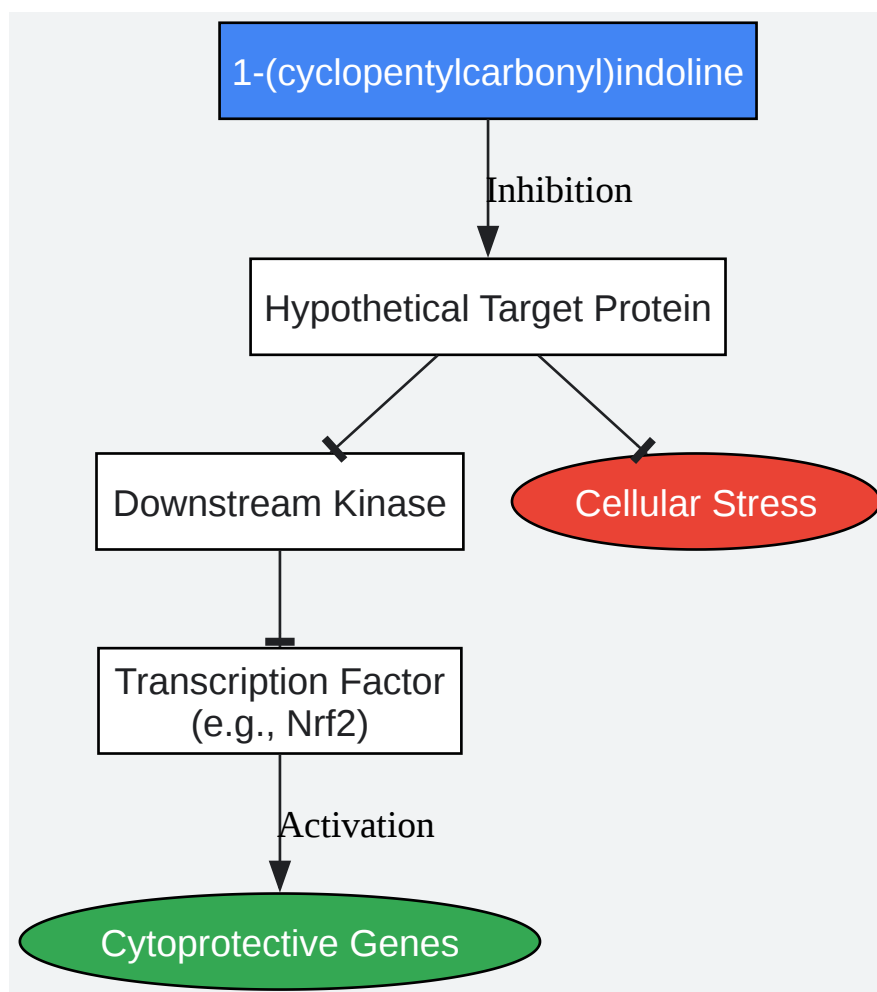 1-(cyclopentylcarbonyl)indoline
Inhibition
Hypothetical Target Protein
Downstream Kinase
Cellular Stress
Transcription Factor
(e.g., Nrf2)
Activation
Cytoprotective Genes